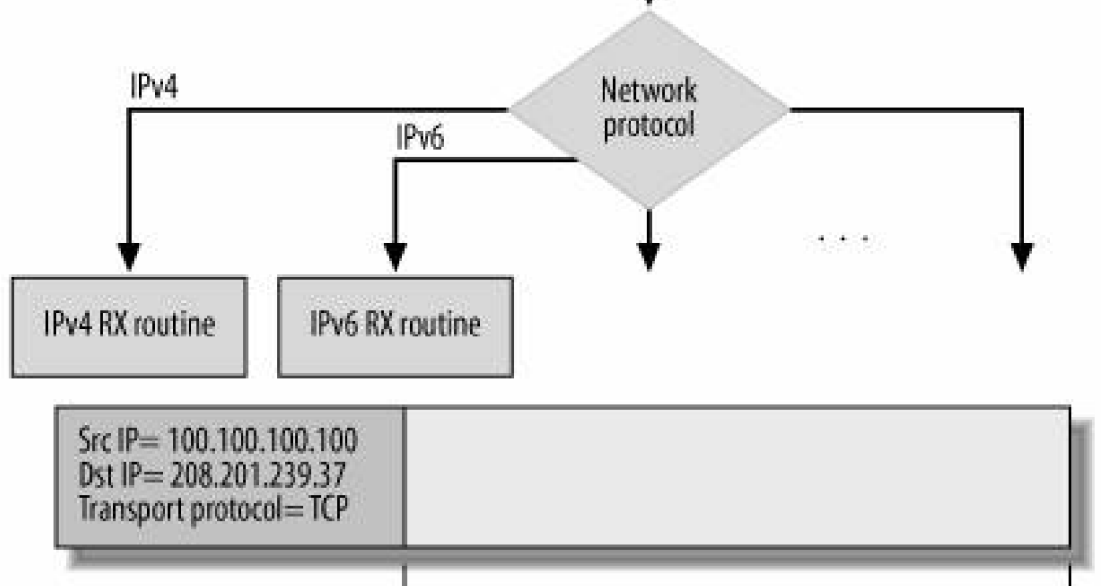 Network
protocol
IPv4
IPv6
. . .
IPv4 RX routine
IPv6 RX routine
Src IP= 100.100.100.100
Dst IP= 208.201.239.37
Transport protocol= TCP